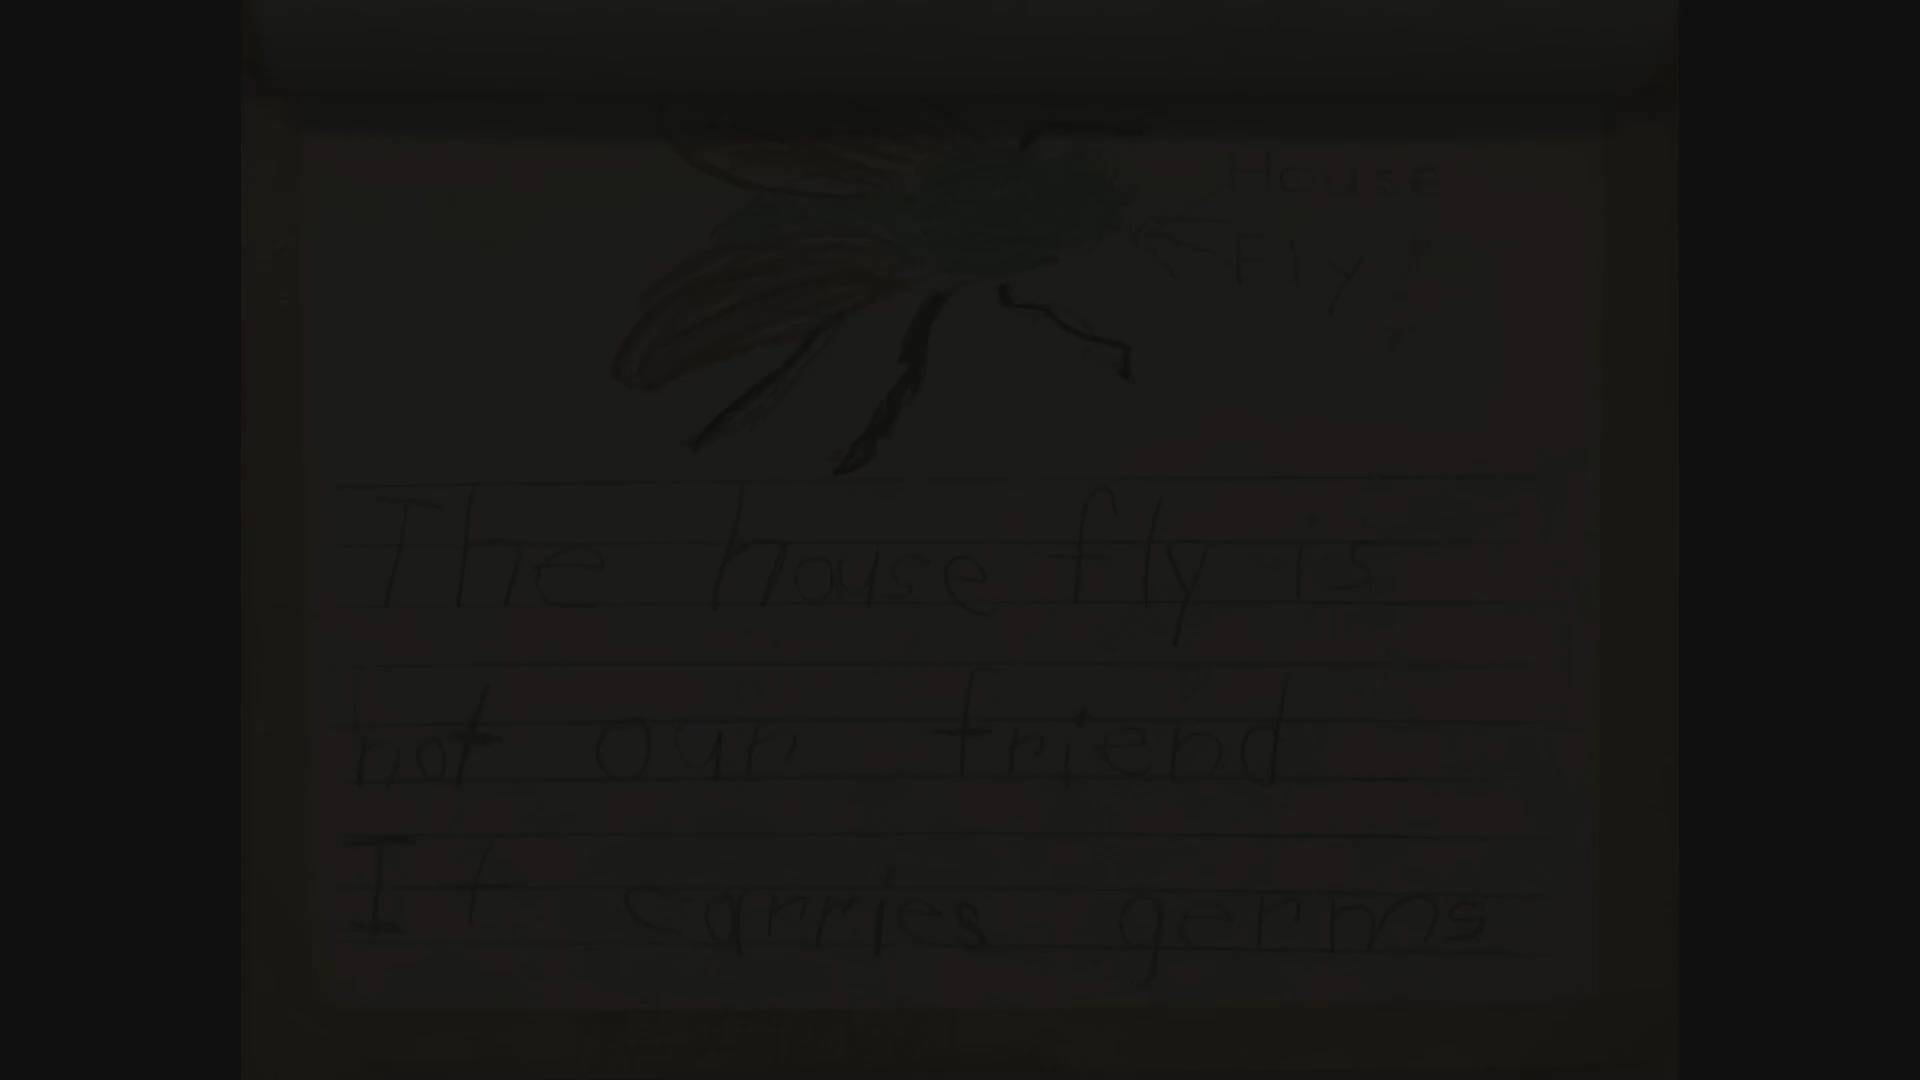 House
Fly!
The house fly is
not our friend
It carries germs